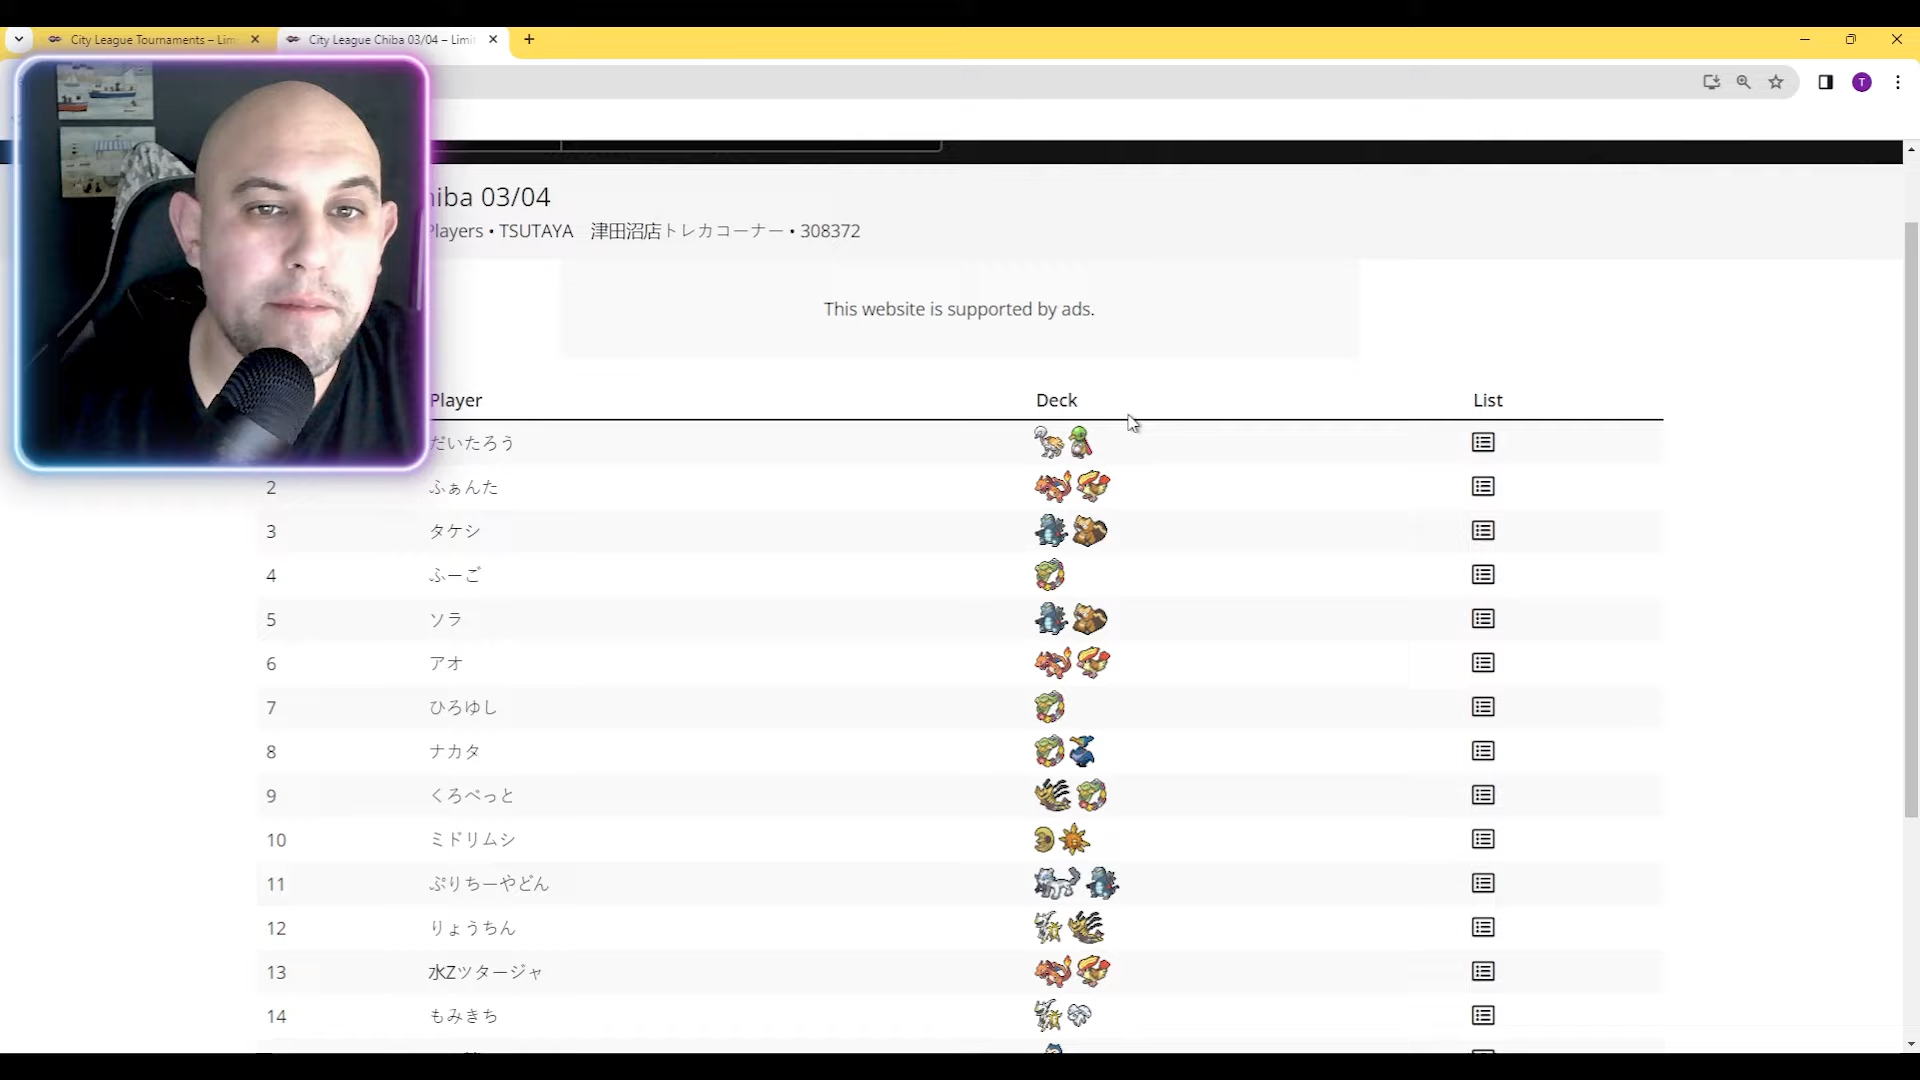 City League Tournaments – Lim
City League Chiba 03/04 – Limit
T
hiba 03/04
Players • TSUTAYA 津田沼店トレカコーナー • 308372
This website is supported by ads.
Player Deck List
だいたろう
2 ふぁんた
3 タケシ
4 ふーご
5 ソラ
6 アオ
7 ひろゆし
8 ナカタ
9 くろぺっと
10 ミドリムシ
11 ぷりちーやどん
12 りょうちん
13 水Zツタージャ
14 もみきち